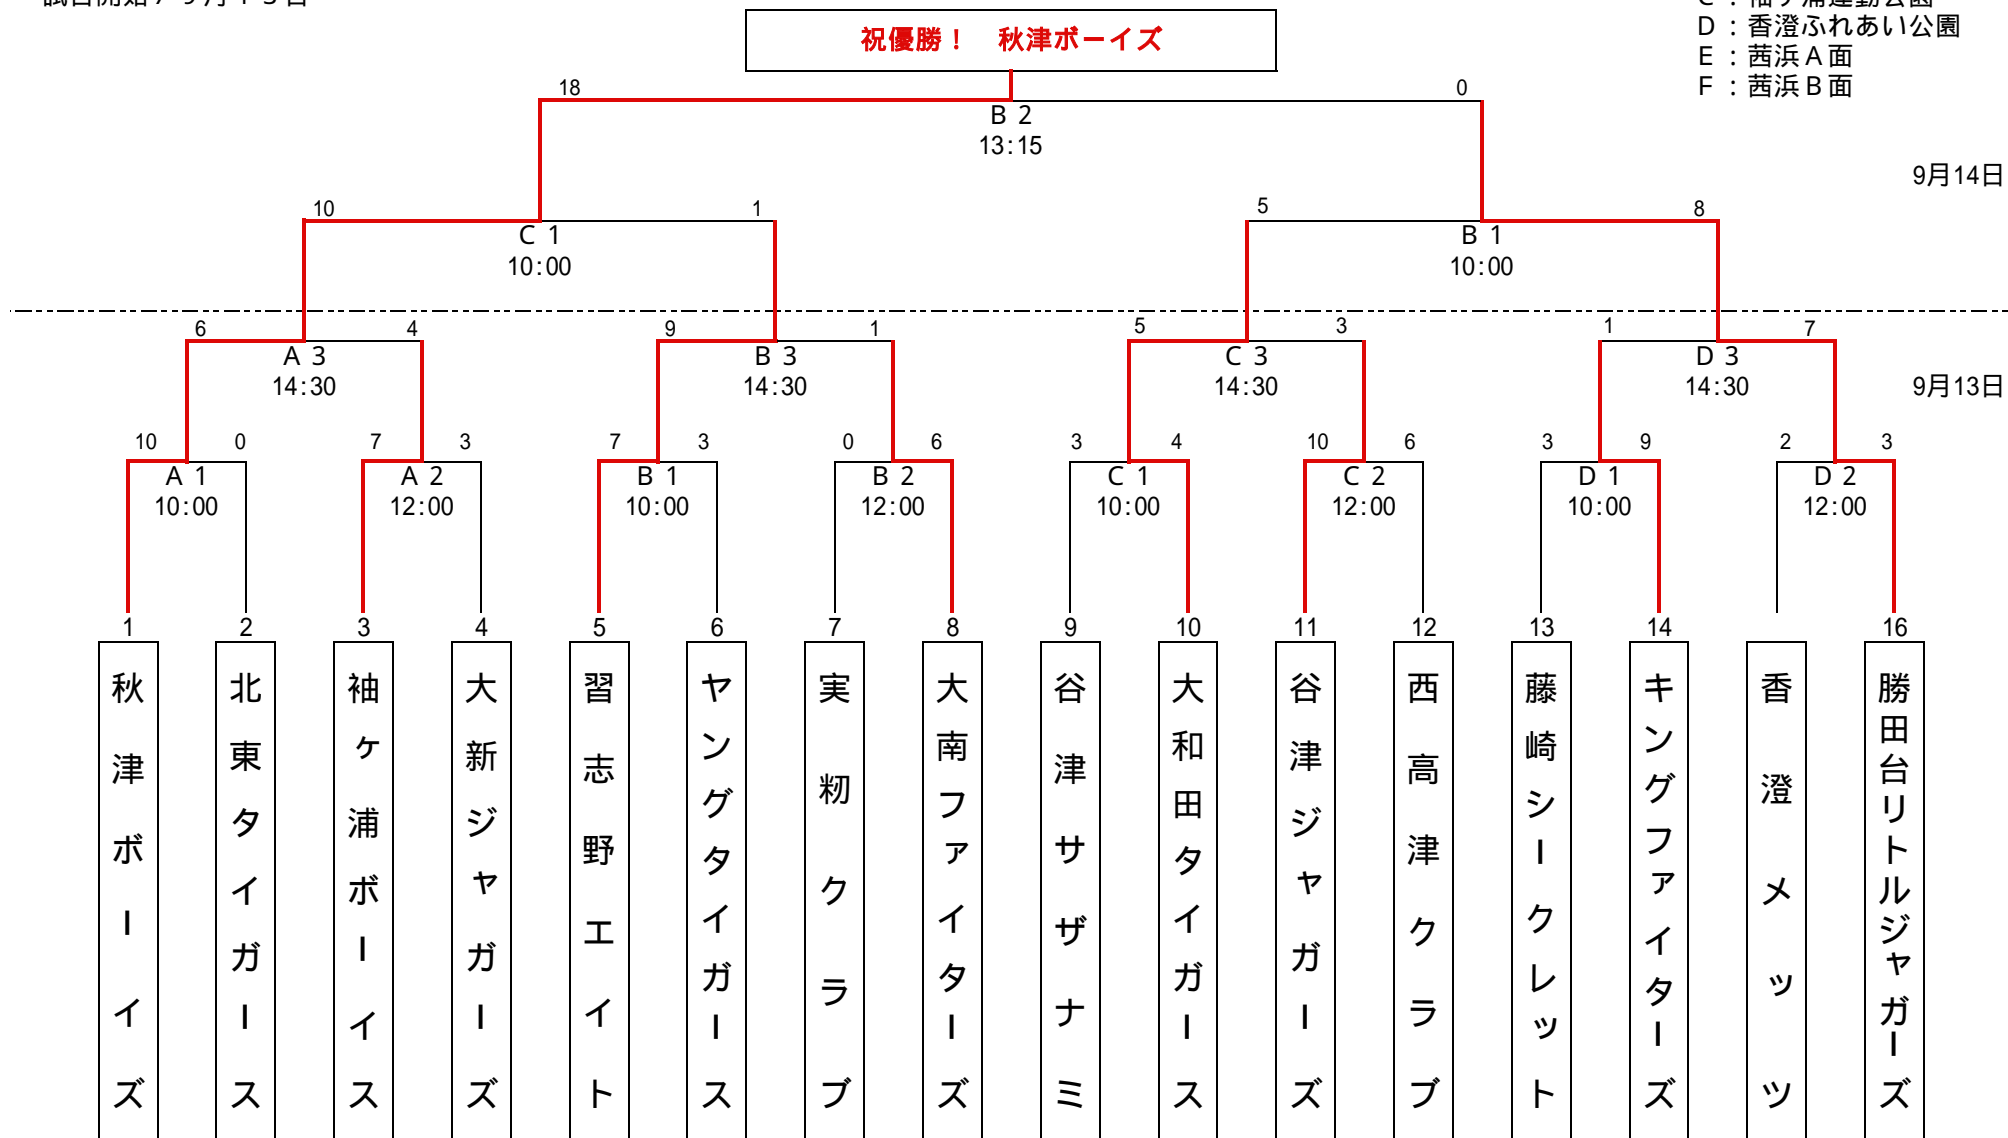 祝優勝！　秋津ボーイズ
D ：香澄ふれあい公園
E ：茜浜Ａ面
F ：茜浜Ｂ面
18 0
B 2
13:15
9月14日
10 1 5 8
C 1 B 1
10:00 10:00
6 4 9 1 5 3 1 7
A 3 B 3 C 3 D 3
14:30 14:30 14:30 14:30
9月13日
10 0 7 3 7 3 0 6 3 4 10 6 3 9 2 3
A 1 A 2 B 1 B 2 C 1 C 2 D 1 D 2
10:00 12:00 10:00 12:00 10:00 12:00 10:00 12:00
1 2 3 4 5 6 7 8 9 10 11 12 13 14 16
秋津ボーイズ
北東タイガース
袖ヶ浦ボーイス
大新ジャガーズ
習志野エイト
ヤングタイガース
実籾クラブ
大南ファイターズ
谷津サザナミ
大和田タイガース
谷津ジャガーズ
西高津クラブ
藤崎シークレット
キングファイターズ
香澄メッツ
勝田台リトルジャガーズ